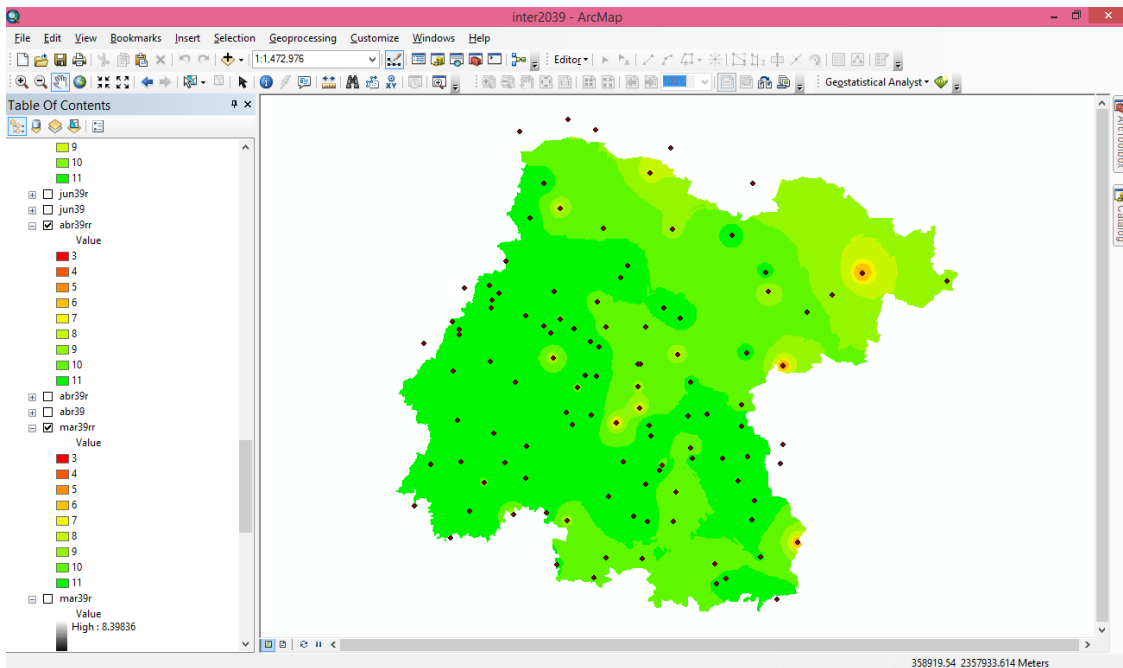 inter2039 - ArcMap
File Edit View Bookmarks Insert Selection Geoprocessing Customize Windows Help
1:1,472,976 Editor
100% Geostatistical Analyst
Table Of Contents
ArcToolbox
Catalog
9
10
11
jun39r
jun39
abr39rr
Value
3
4
5
6
7
8
9
10
11
abr39r
abr39
mar39rr
Value
3
4
5
6
7
8
9
10
11
mar39r
Value
High : 8.39836
358919.54 2357933.614 Meters